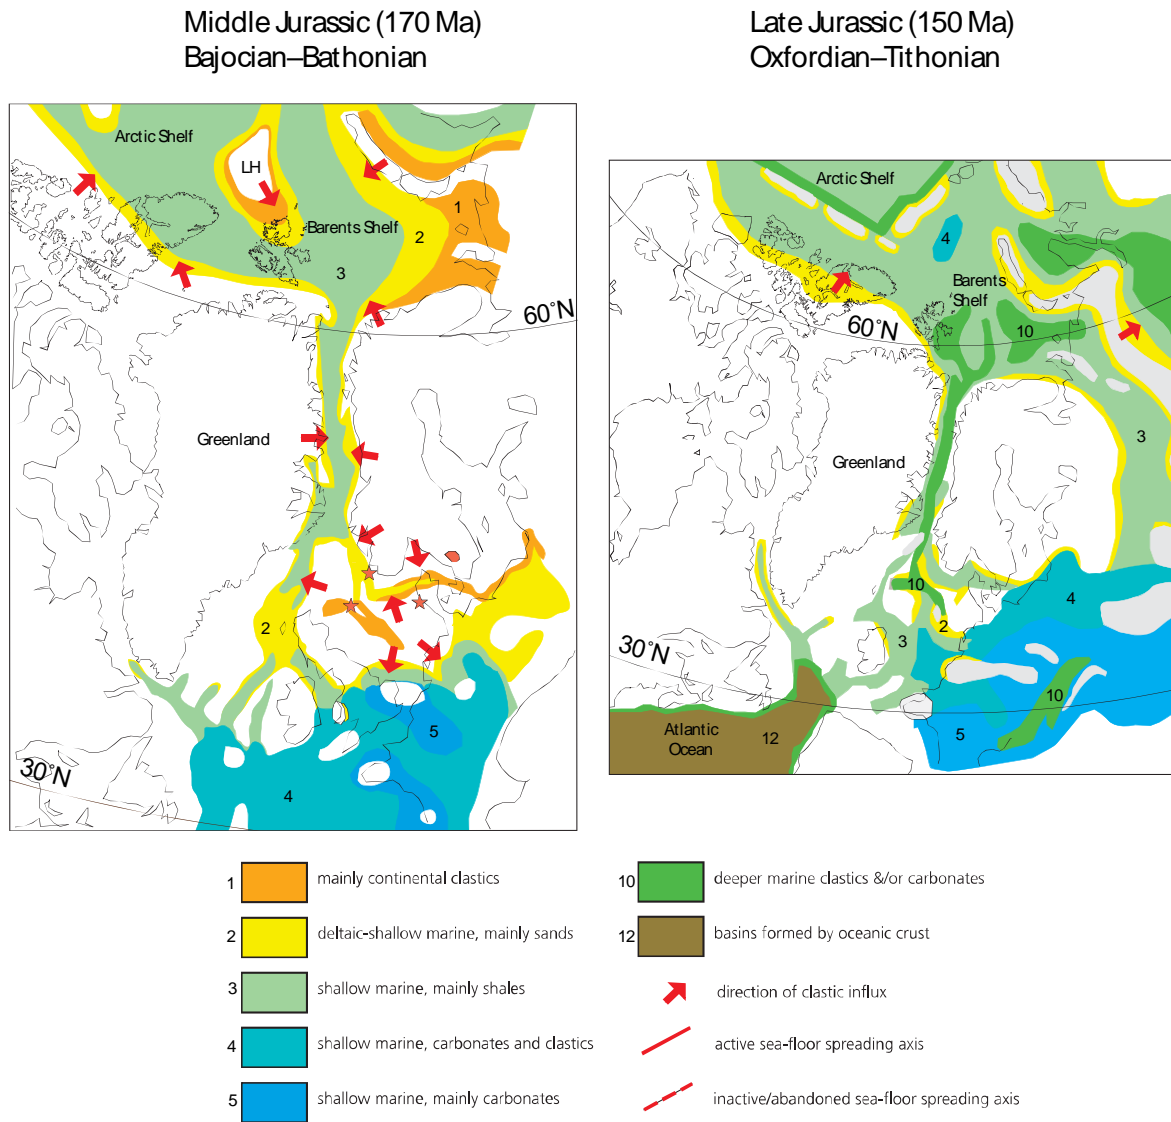 Middle Jurassic (170 Ma)
Bajocian–Bathonian
Late Jurassic (150 Ma)
Oxfordian–Tithonian
Arctic Shelf
LH
Barents Shelf
1
2
3
60°N
Greenland
2
5
30°N
4
Arctic Shelf
4
Barents
Shelf
60°N
10
3
Greenland
10
4
2
3
30°N
10
Atlantic
Ocean
12
5
1 mainly continental clastics
2 deltaic-shallow marine, mainly sands
3 shallow marine, mainly shales
4 shallow marine, carbonates and clastics
5 shallow marine, mainly carbonates
10 deeper marine clastics &/or carbonates
12 basins formed by oceanic crust
direction of clastic influx
active sea-floor spreading axis
inactive/abandoned sea-floor spreading axis